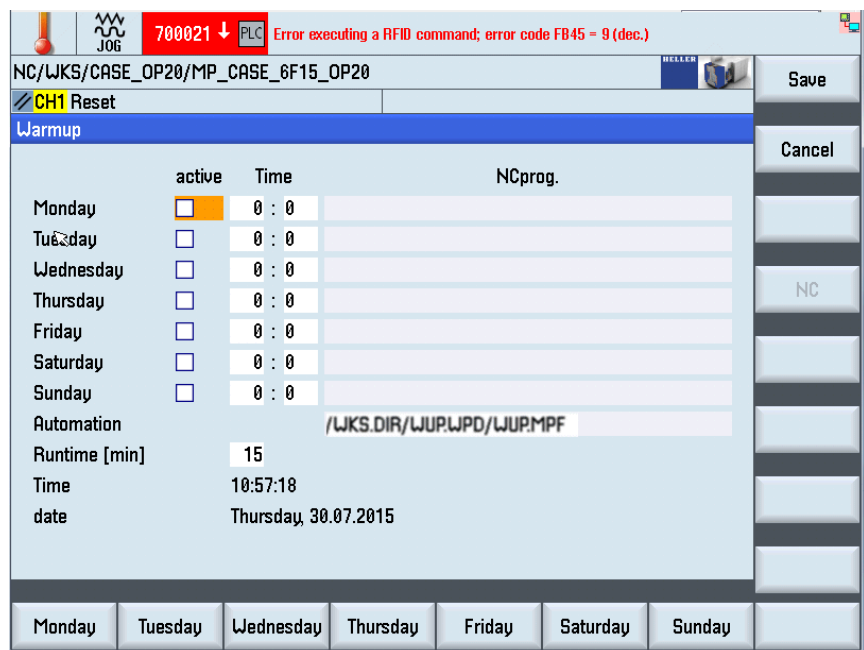 JOG
700021 ↓ PLC Error executing a RFID command; error code FB45 = 9 (dec.)
NC/WKS/CASE_OP20/MP_CASE_6F15_OP20
HELLER
Save
CH1 Reset
Warmup
Cancel
active Time NCprog.
Monday 0 : 0
Tuesday 0 : 0
Wednesday 0 : 0
NC
Thursday 0 : 0
Friday 0 : 0
Saturday 0 : 0
Sunday 0 : 0
Automation /WKS.DIR/WUP.WPD/WUP.MPF
Runtime [min] 15
Time 10:57:18
date Thursday, 30.07.2015
Monday Tuesday Wednesday Thursday Friday Saturday Sunday